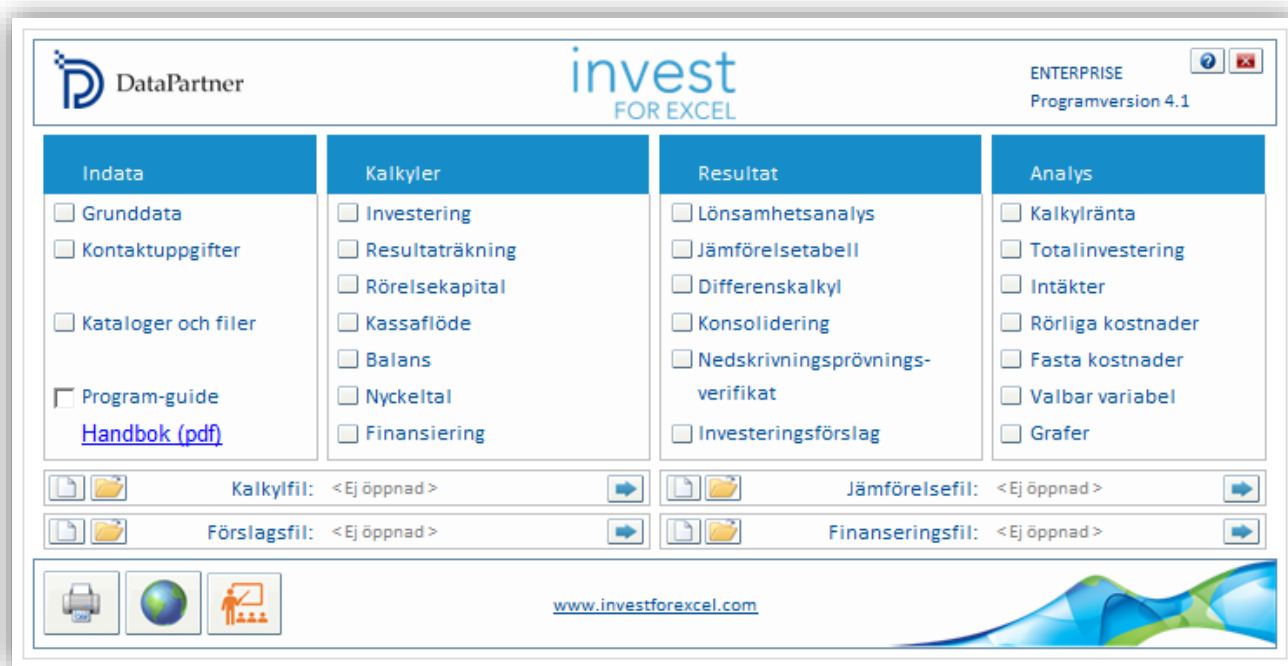 DataPartner
invest
FOR EXCEL
ENTERPRISE
Programversion 4.1
Indata
Grunddata
Kontaktuppgifter
Kataloger och filer
Program-guide
Handbok (pdf)
Kalkyler
Investering
Resultaträkning
Rörelsekapital
Kassaflöde
Balans
Nyckeltal
Finansiering
Resultat
Lönsamhetsanalys
Jämförelsetabell
Differenskalkyl
Konsolidering
Nedskrivningsprövnings-
verifikat
Investeringsförslag
Analys
Kalkylränta
Totalinvestering
Intäkter
Rörliga kostnader
Fasta kostnader
Valbar variabel
Grafer
Kalkylfil: <Ej öppnad>
Jämförelsefil: <Ej öppnad>
Förslagsfil: <Ej öppnad>
Finanseringsfil: <Ej öppnad>
www.investforexcel.com